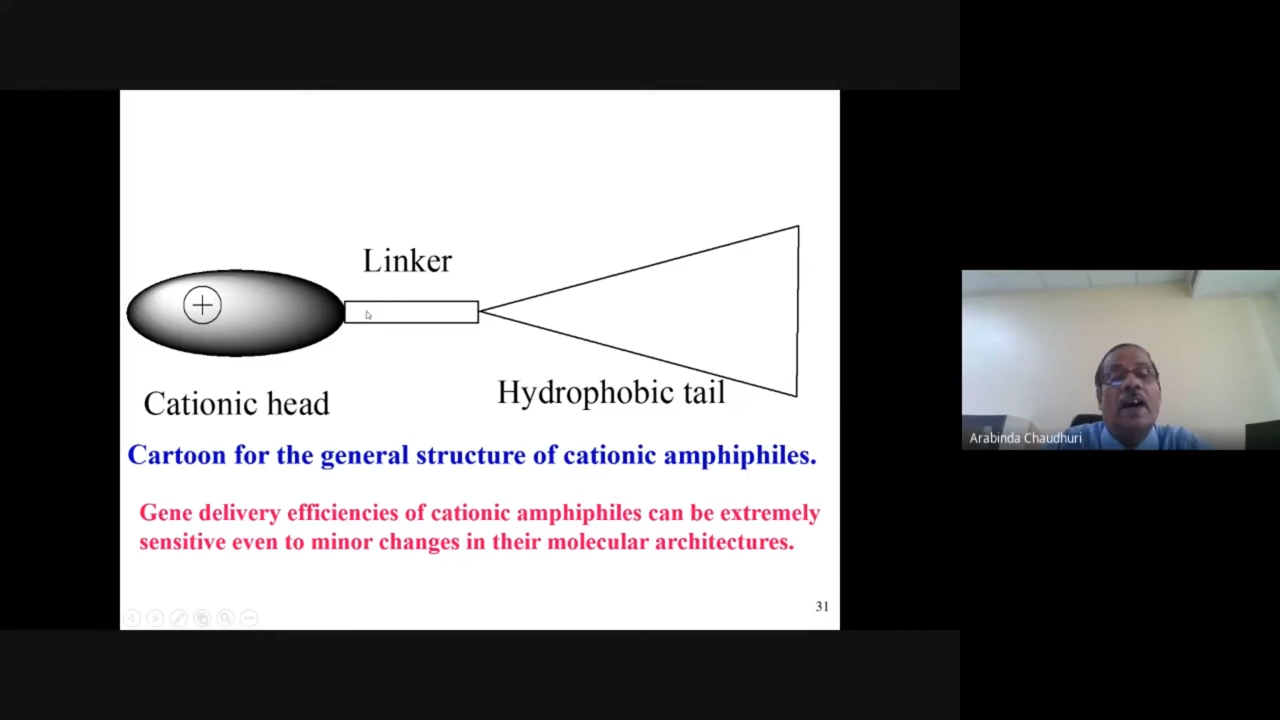 Linker
Hydrophobic tail
Cationic head
Cartoon for the general structure of cationic amphiphiles.
Gene delivery efficiencies of cationic amphiphiles can be extremely
sensitive even to minor changes in their molecular architectures.
31
Arabinda Chaudhuri